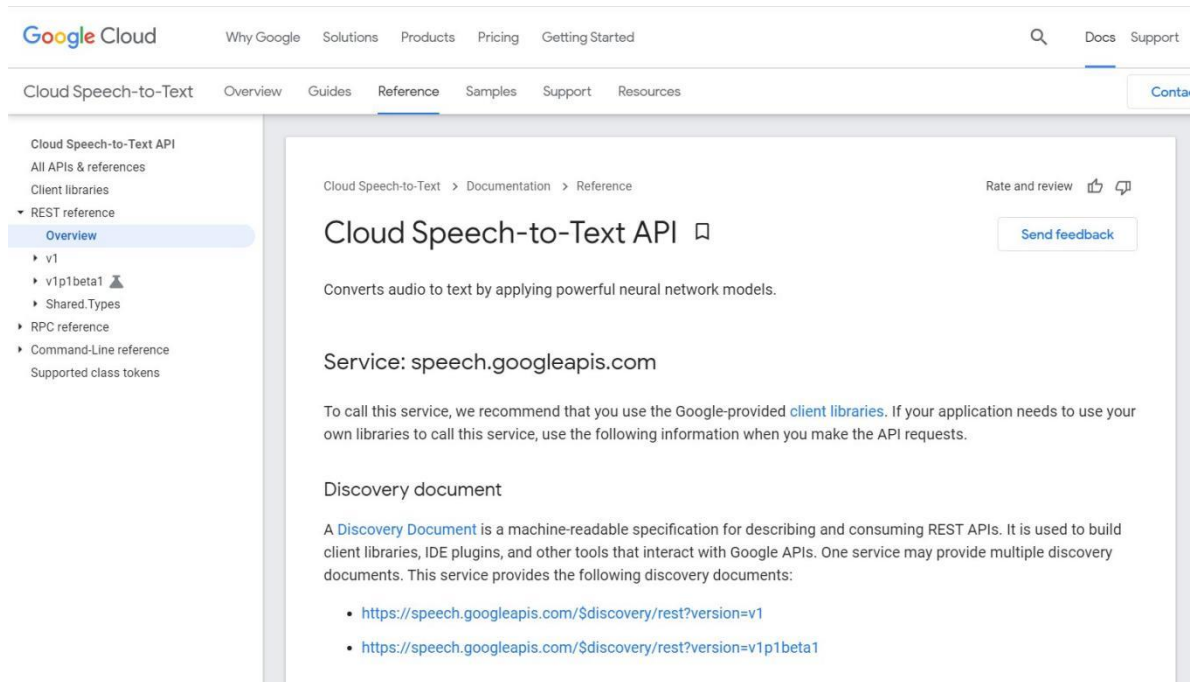 Google Cloud Why Google Solutions Products Pricing Getting Started Docs Support
Cloud Speech-to-Text Overview Guides Reference Samples Support Resources
Cloud Speech-to-Text API
All APIs & references
Client libraries
REST reference
Overview
v1
v1p1beta1
Shared.Types
RPC reference
Command-Line reference
Supported class tokens
Cloud Speech-to-Text > Documentation > Reference Rate and review
Cloud Speech-to-Text API
Send feedback
Converts audio to text by applying powerful neural network models.
Service: speech.googleapis.com
To call this service, we recommend that you use the Google-provided client libraries. If your application needs to use your
own libraries to call this service, use the following information when you make the API requests.
Discovery document
A Discovery Document is a machine-readable specification for describing and consuming REST APIs. It is used to build
client libraries, IDE plugins, and other tools that interact with Google APIs. One service may provide multiple discovery
documents. This service provides the following discovery documents:
• https://speech.googleapis.com/$discovery/rest?version=v1
• https://speech.googleapis.com/$discovery/rest?version=v1p1beta1